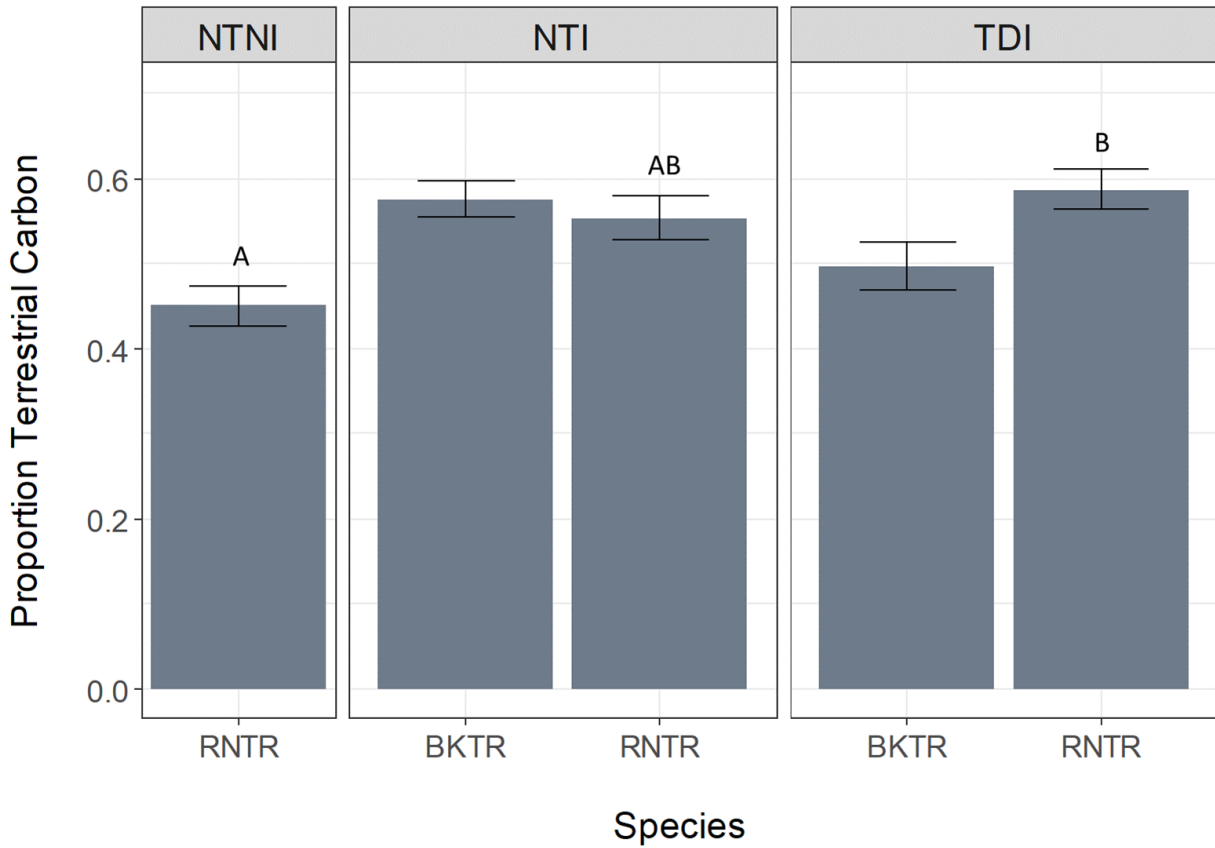 NTNI NTI TDI
Proportion Terrestrial Carbon
0.6
0.4
0.2
0.0
A
AB
B
RNTR BKTR RNTR BKTR RNTR
Species